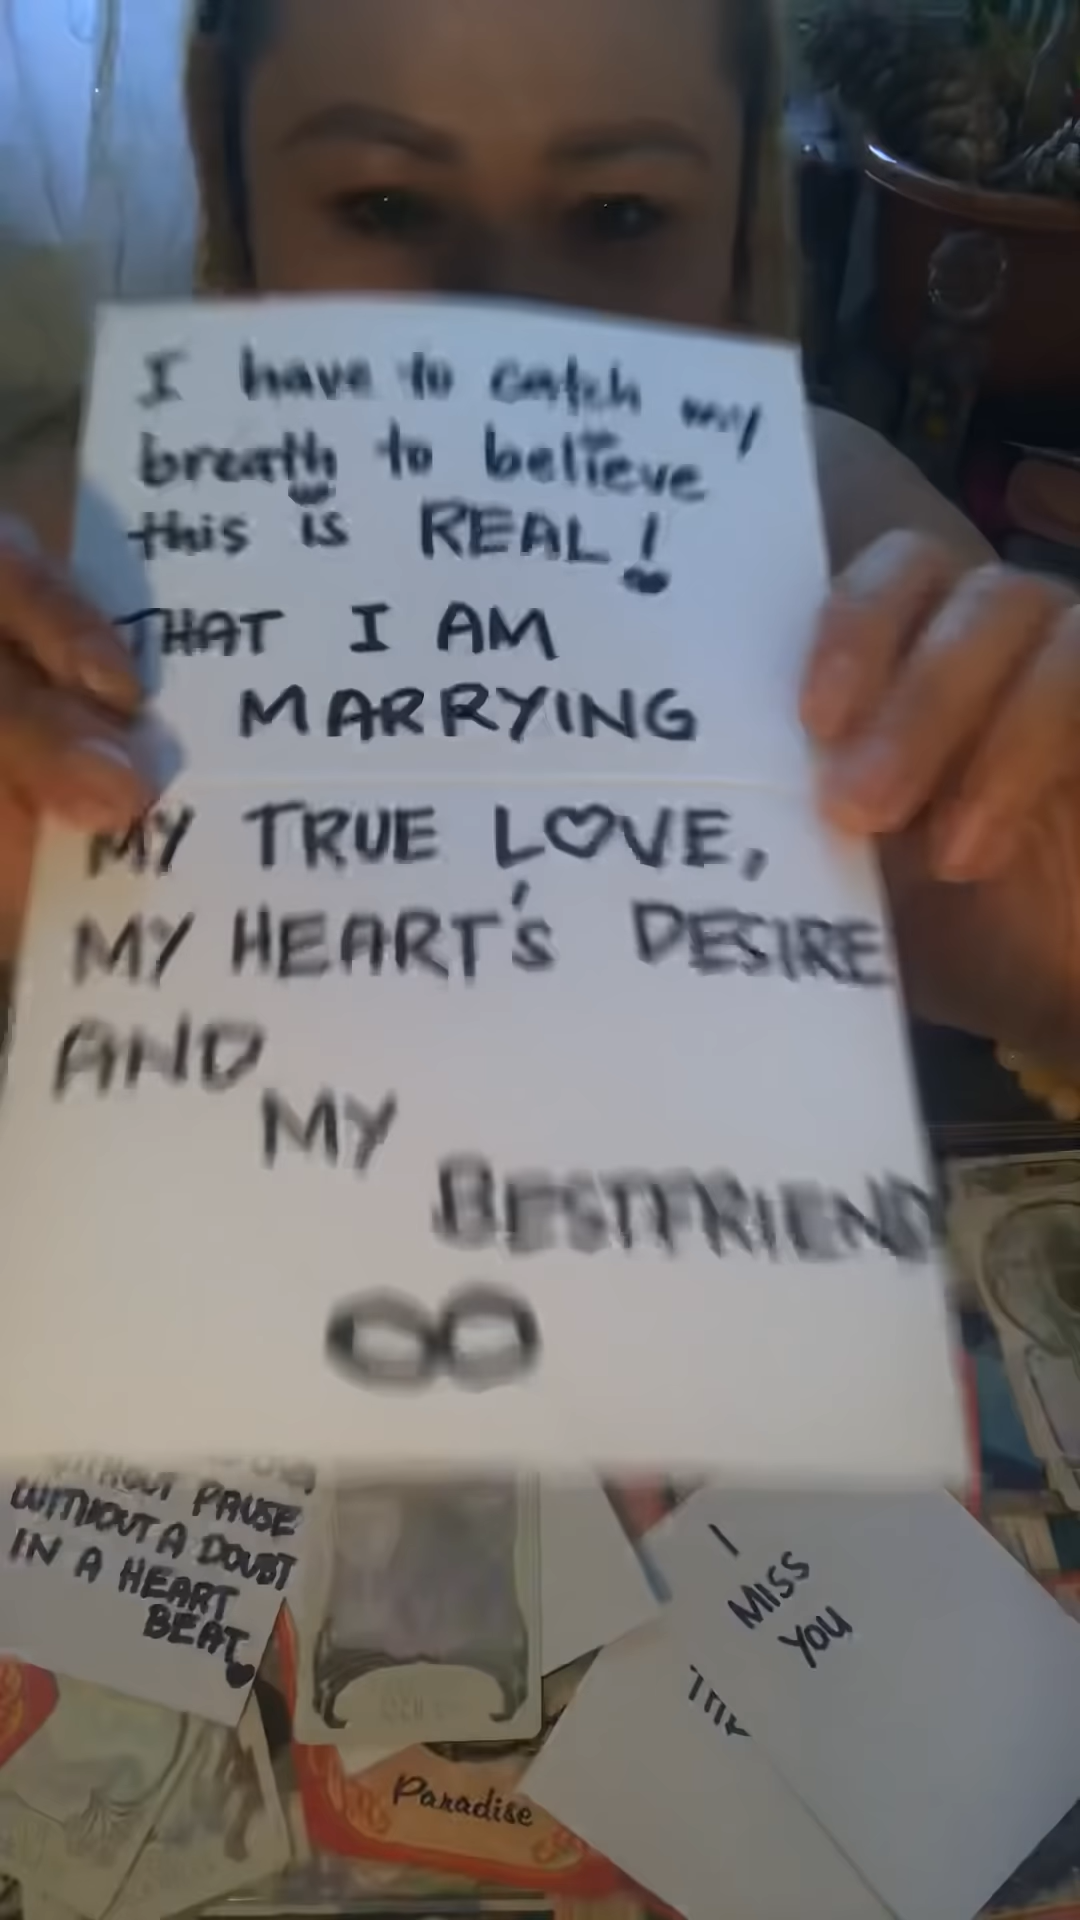 I have to catch my
breath to believe
this is REAL!
THAT I AM
MARRYING
MY TRUE LOVE,
MY HEART'S DESIRE
AND
MY
BESTFRIEND
WITHOUT PAUSE
WITHOUT A DOUBT
IN A HEART
BEAT
I
MISS
YOU
Paradise